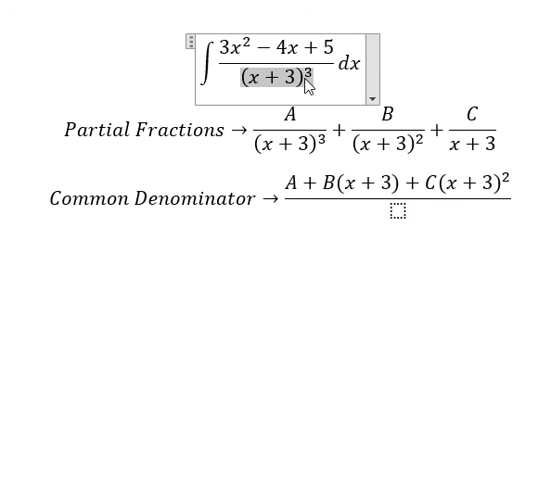 ∫ (3x² − 4x + 5)/(x + 3)³ dx
Partial Fractions → A/(x + 3)³ + B/(x + 3)² + C/(x + 3)
Common Denominator → (A + B(x + 3) + C(x + 3)²)/⬚